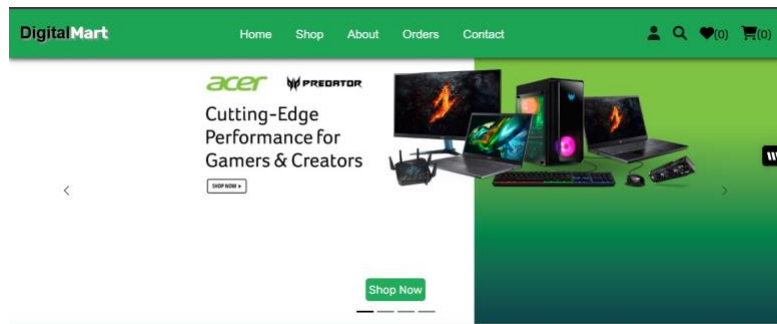 DigitalMart
Home Shop About Orders Contact
(0) (0)
acer PREDATOR
Cutting-Edge
Performance for
Gamers & Creators
SHOP NOW
Shop Now